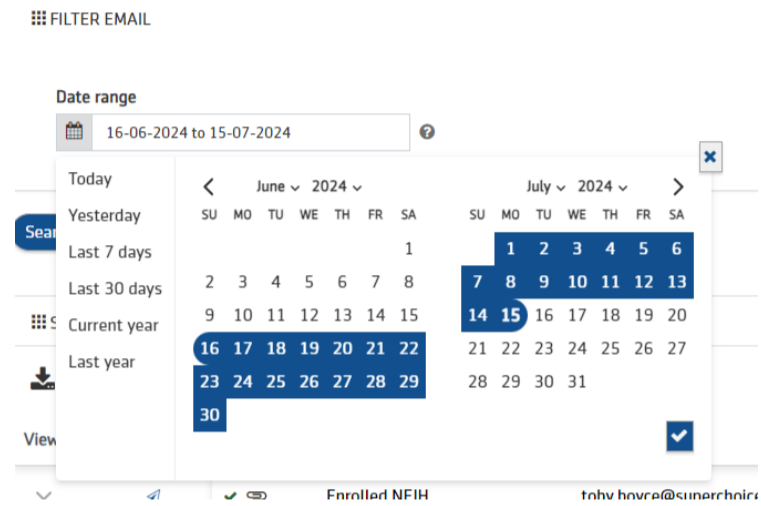 FILTER EMAIL
Date range
16-06-2024 to 15-07-2024
Today
Yesterday
Last 7 days
Last 30 days
Current year
Last year
June 2024
SU MO TU WE TH FR SA
1
2 3 4 5 6 7 8
9 10 11 12 13 14 15
16 17 18 19 20 21 22
23 24 25 26 27 28 29
30
July 2024
SU MO TU WE TH FR SA
1 2 3 4 5 6
7 8 9 10 11 12 13
14 15 16 17 18 19 20
21 22 23 24 25 26 27
28 29 30 31
Sear
S
View
Enrolled NEIH toby.boyce@superchoice